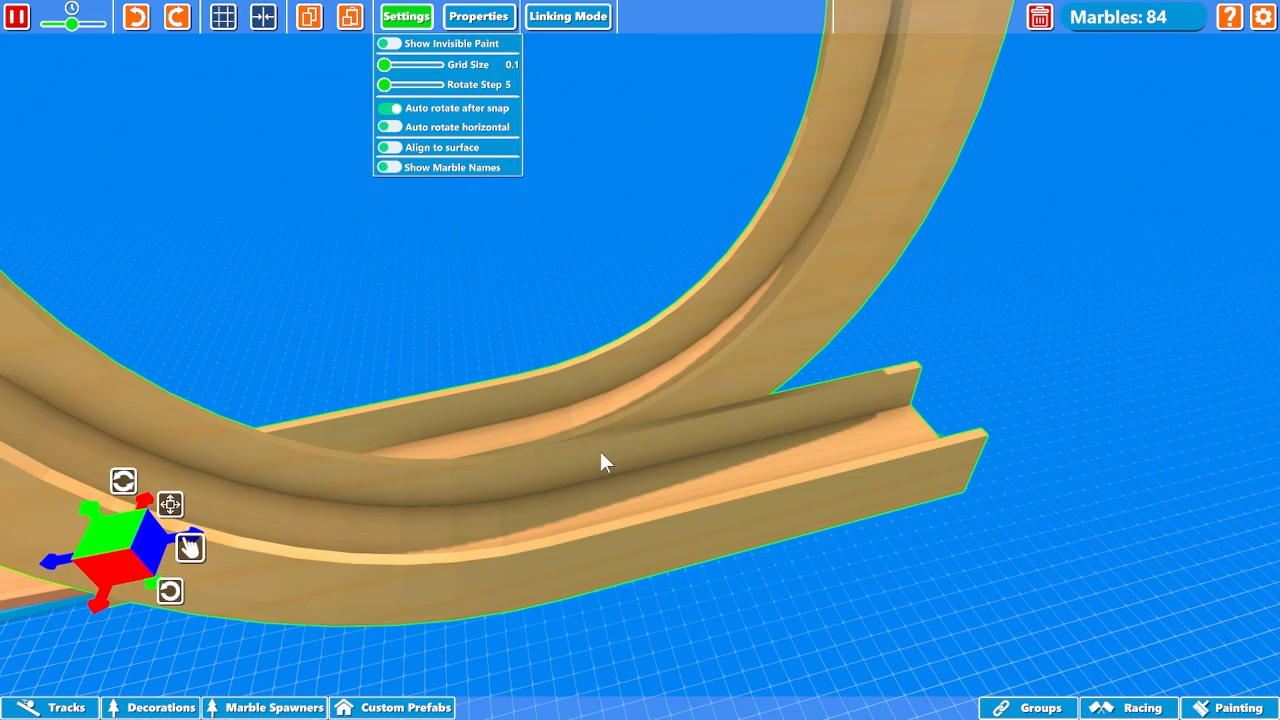 Settings
Properties
Linking Mode
Marbles: 84
?
Show Invisible Paint
Grid Size 0.1
Rotate Step 5
Auto rotate after snap
Auto rotate horizontal
Align to surface
Show Marble Names
Tracks
Decorations
Marble Spawners
Custom Prefabs
Groups
Racing
Painting